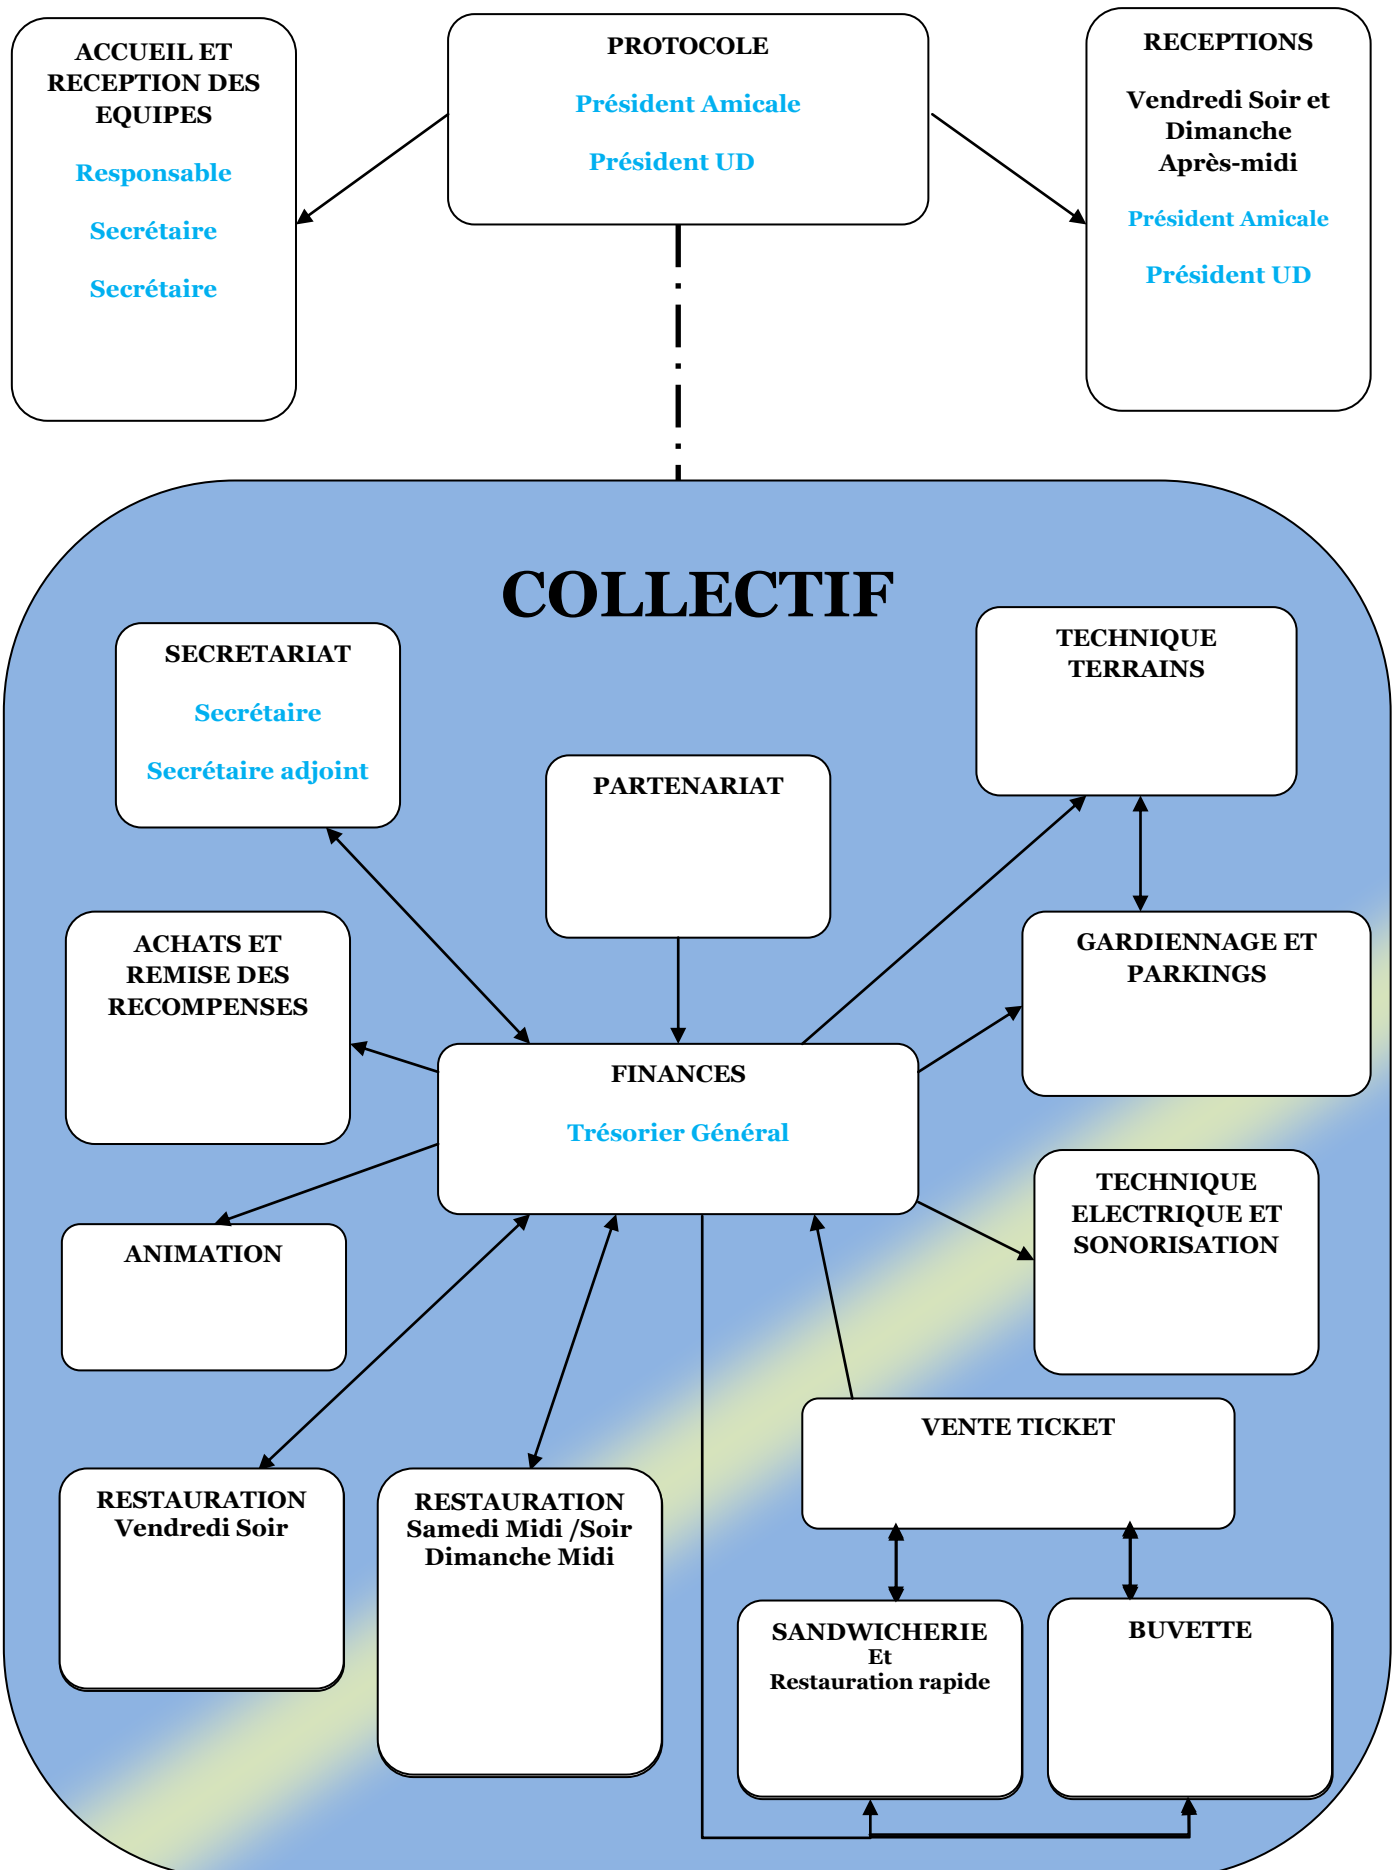 ACCUEIL ET
RECEPTION DES
EQUIPES
Responsable
Secrétaire
Secrétaire
PROTOCOLE
Président Amicale
Président UD
RECEPTIONS
Vendredi Soir et
Dimanche
Après-midi
Président Amicale
Président UD
COLLECTIF
SECRETARIAT
Secrétaire
Secrétaire adjoint
PARTENARIAT
TECHNIQUE
TERRAINS
ACHATS ET
REMISE DES
RECOMPENSES
GARDIENNAGE ET
PARKINGS
FINANCES
Trésorier Général
TECHNIQUE
ELECTRIQUE ET
SONORISATION
ANIMATION
VENTE TICKET
RESTAURATION
Vendredi Soir
RESTAURATION
Samedi Midi /Soir
Dimanche Midi
SANDWICHERIE
Et
Restauration rapide
BUVETTE